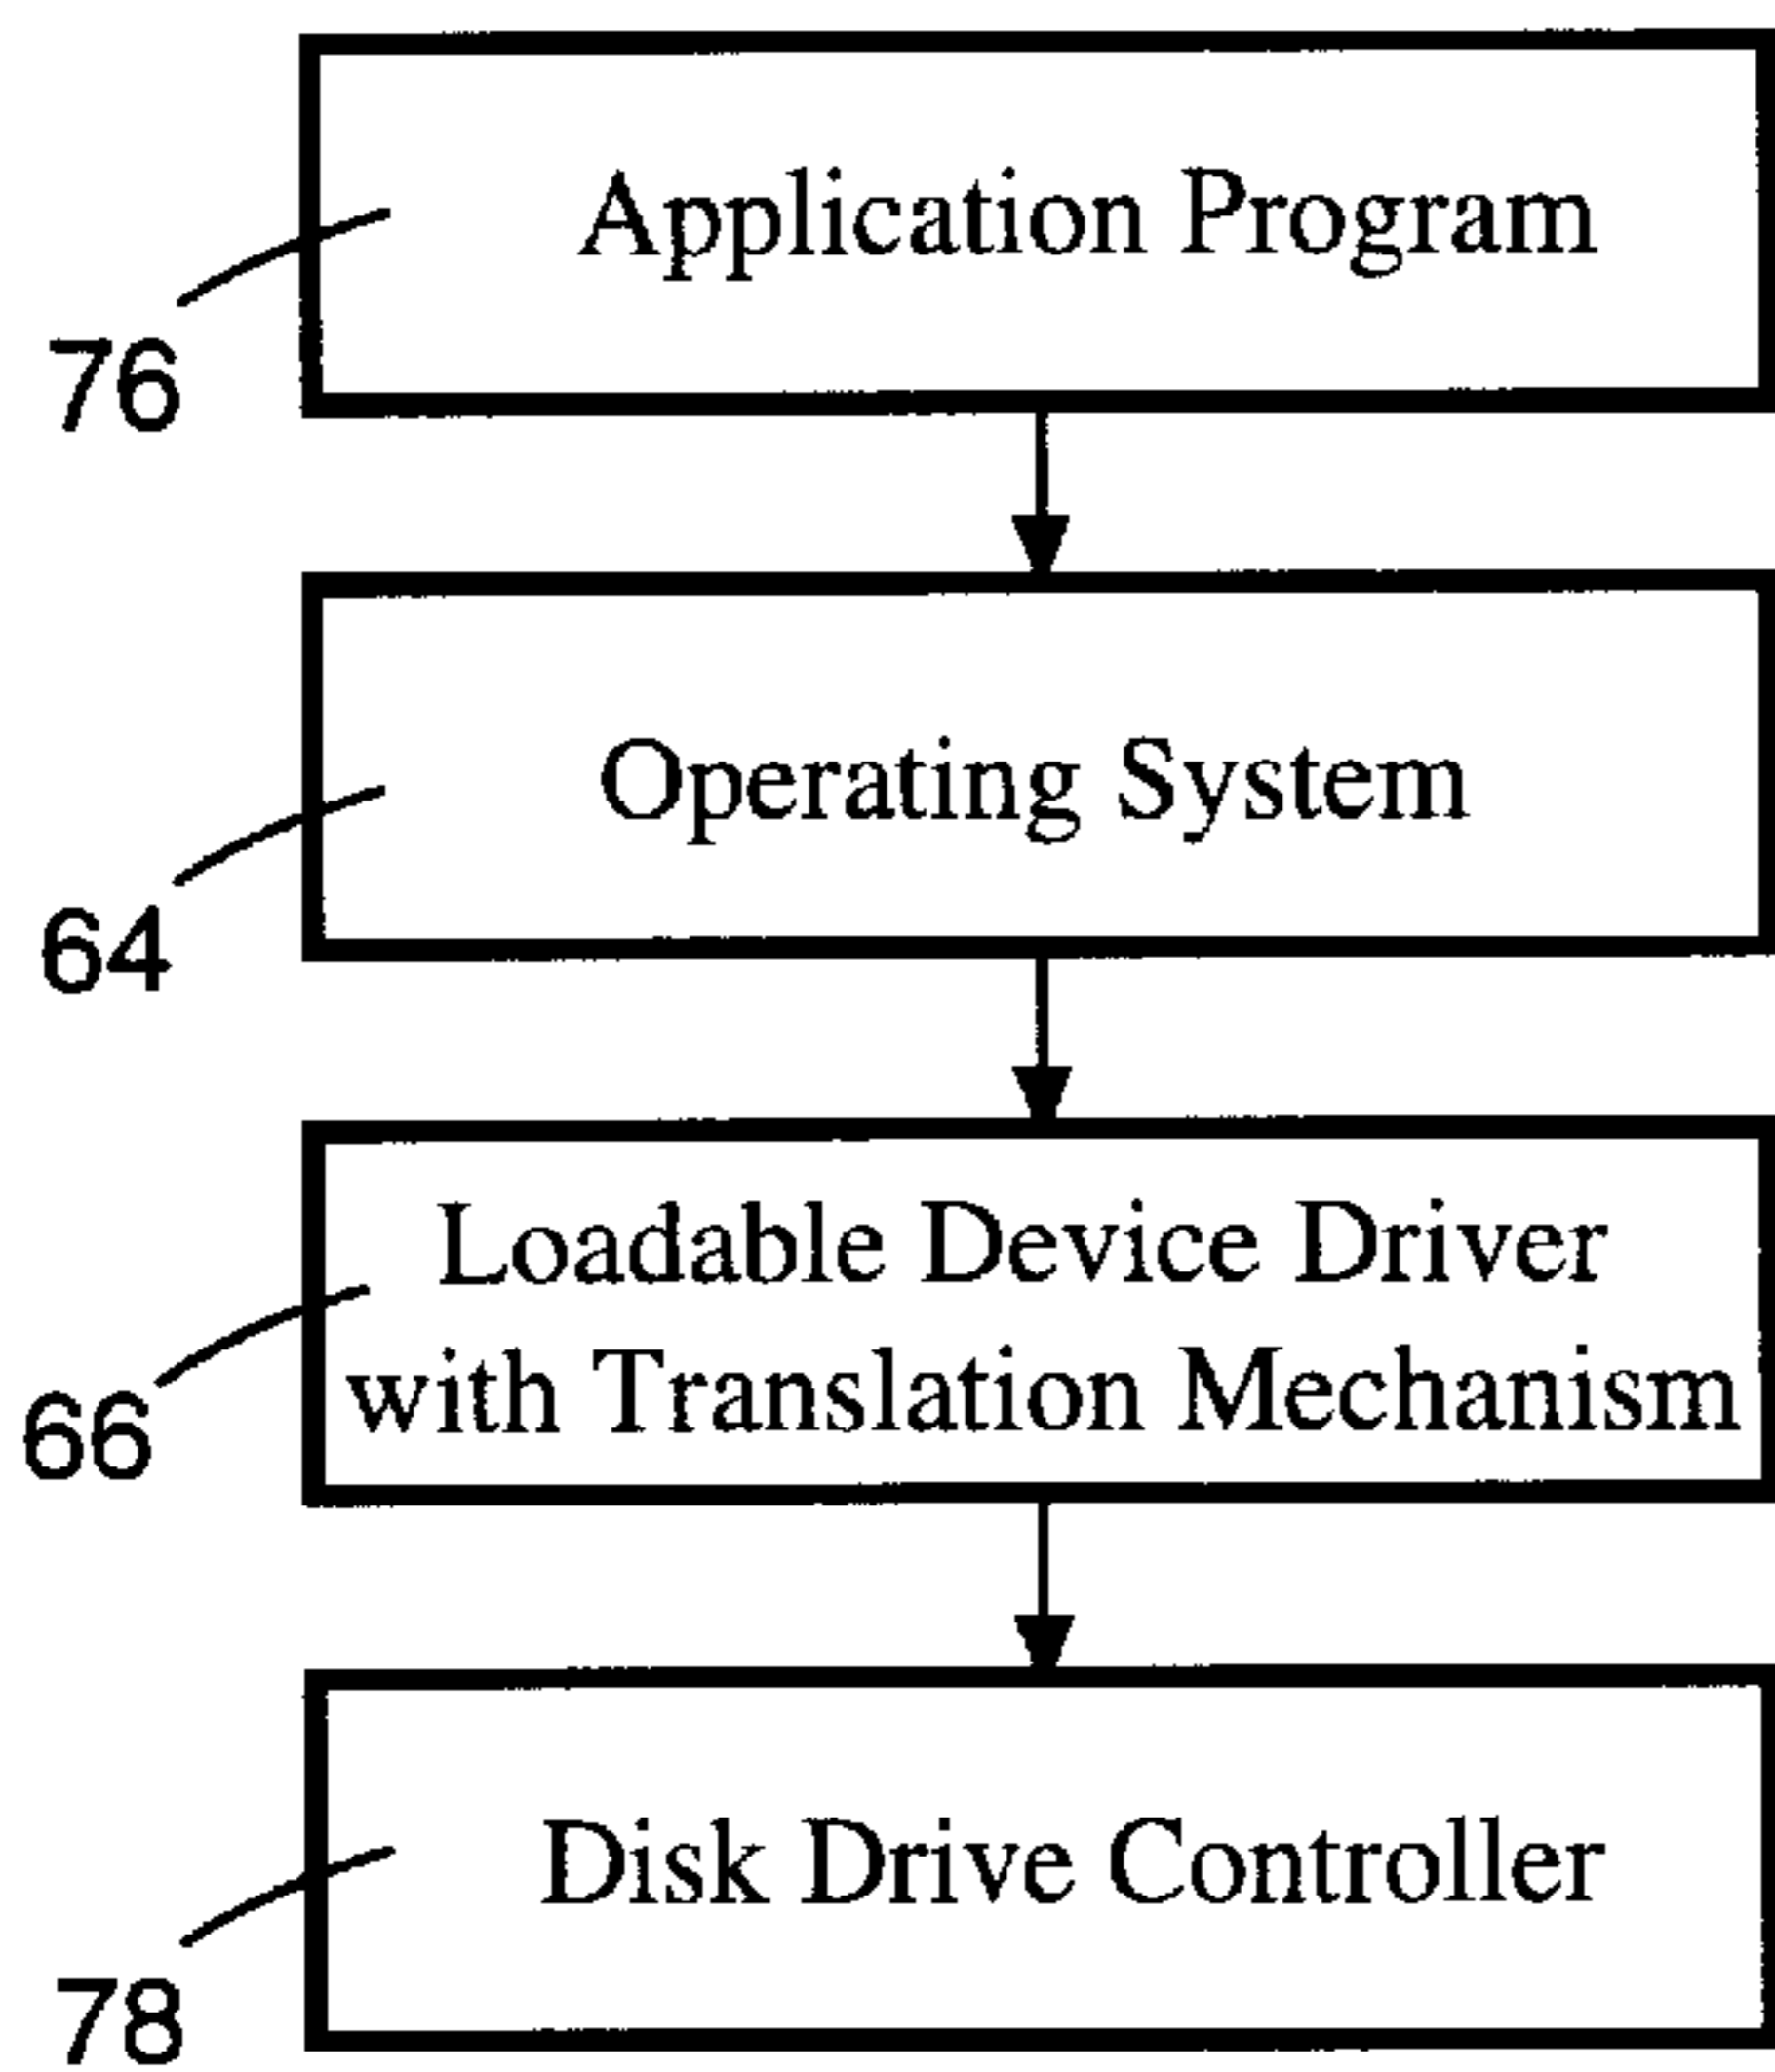 Application Program
76
Operating System
64
Loadable Device Driver
with Translation Mechanism
66
Disk Drive Controller
78